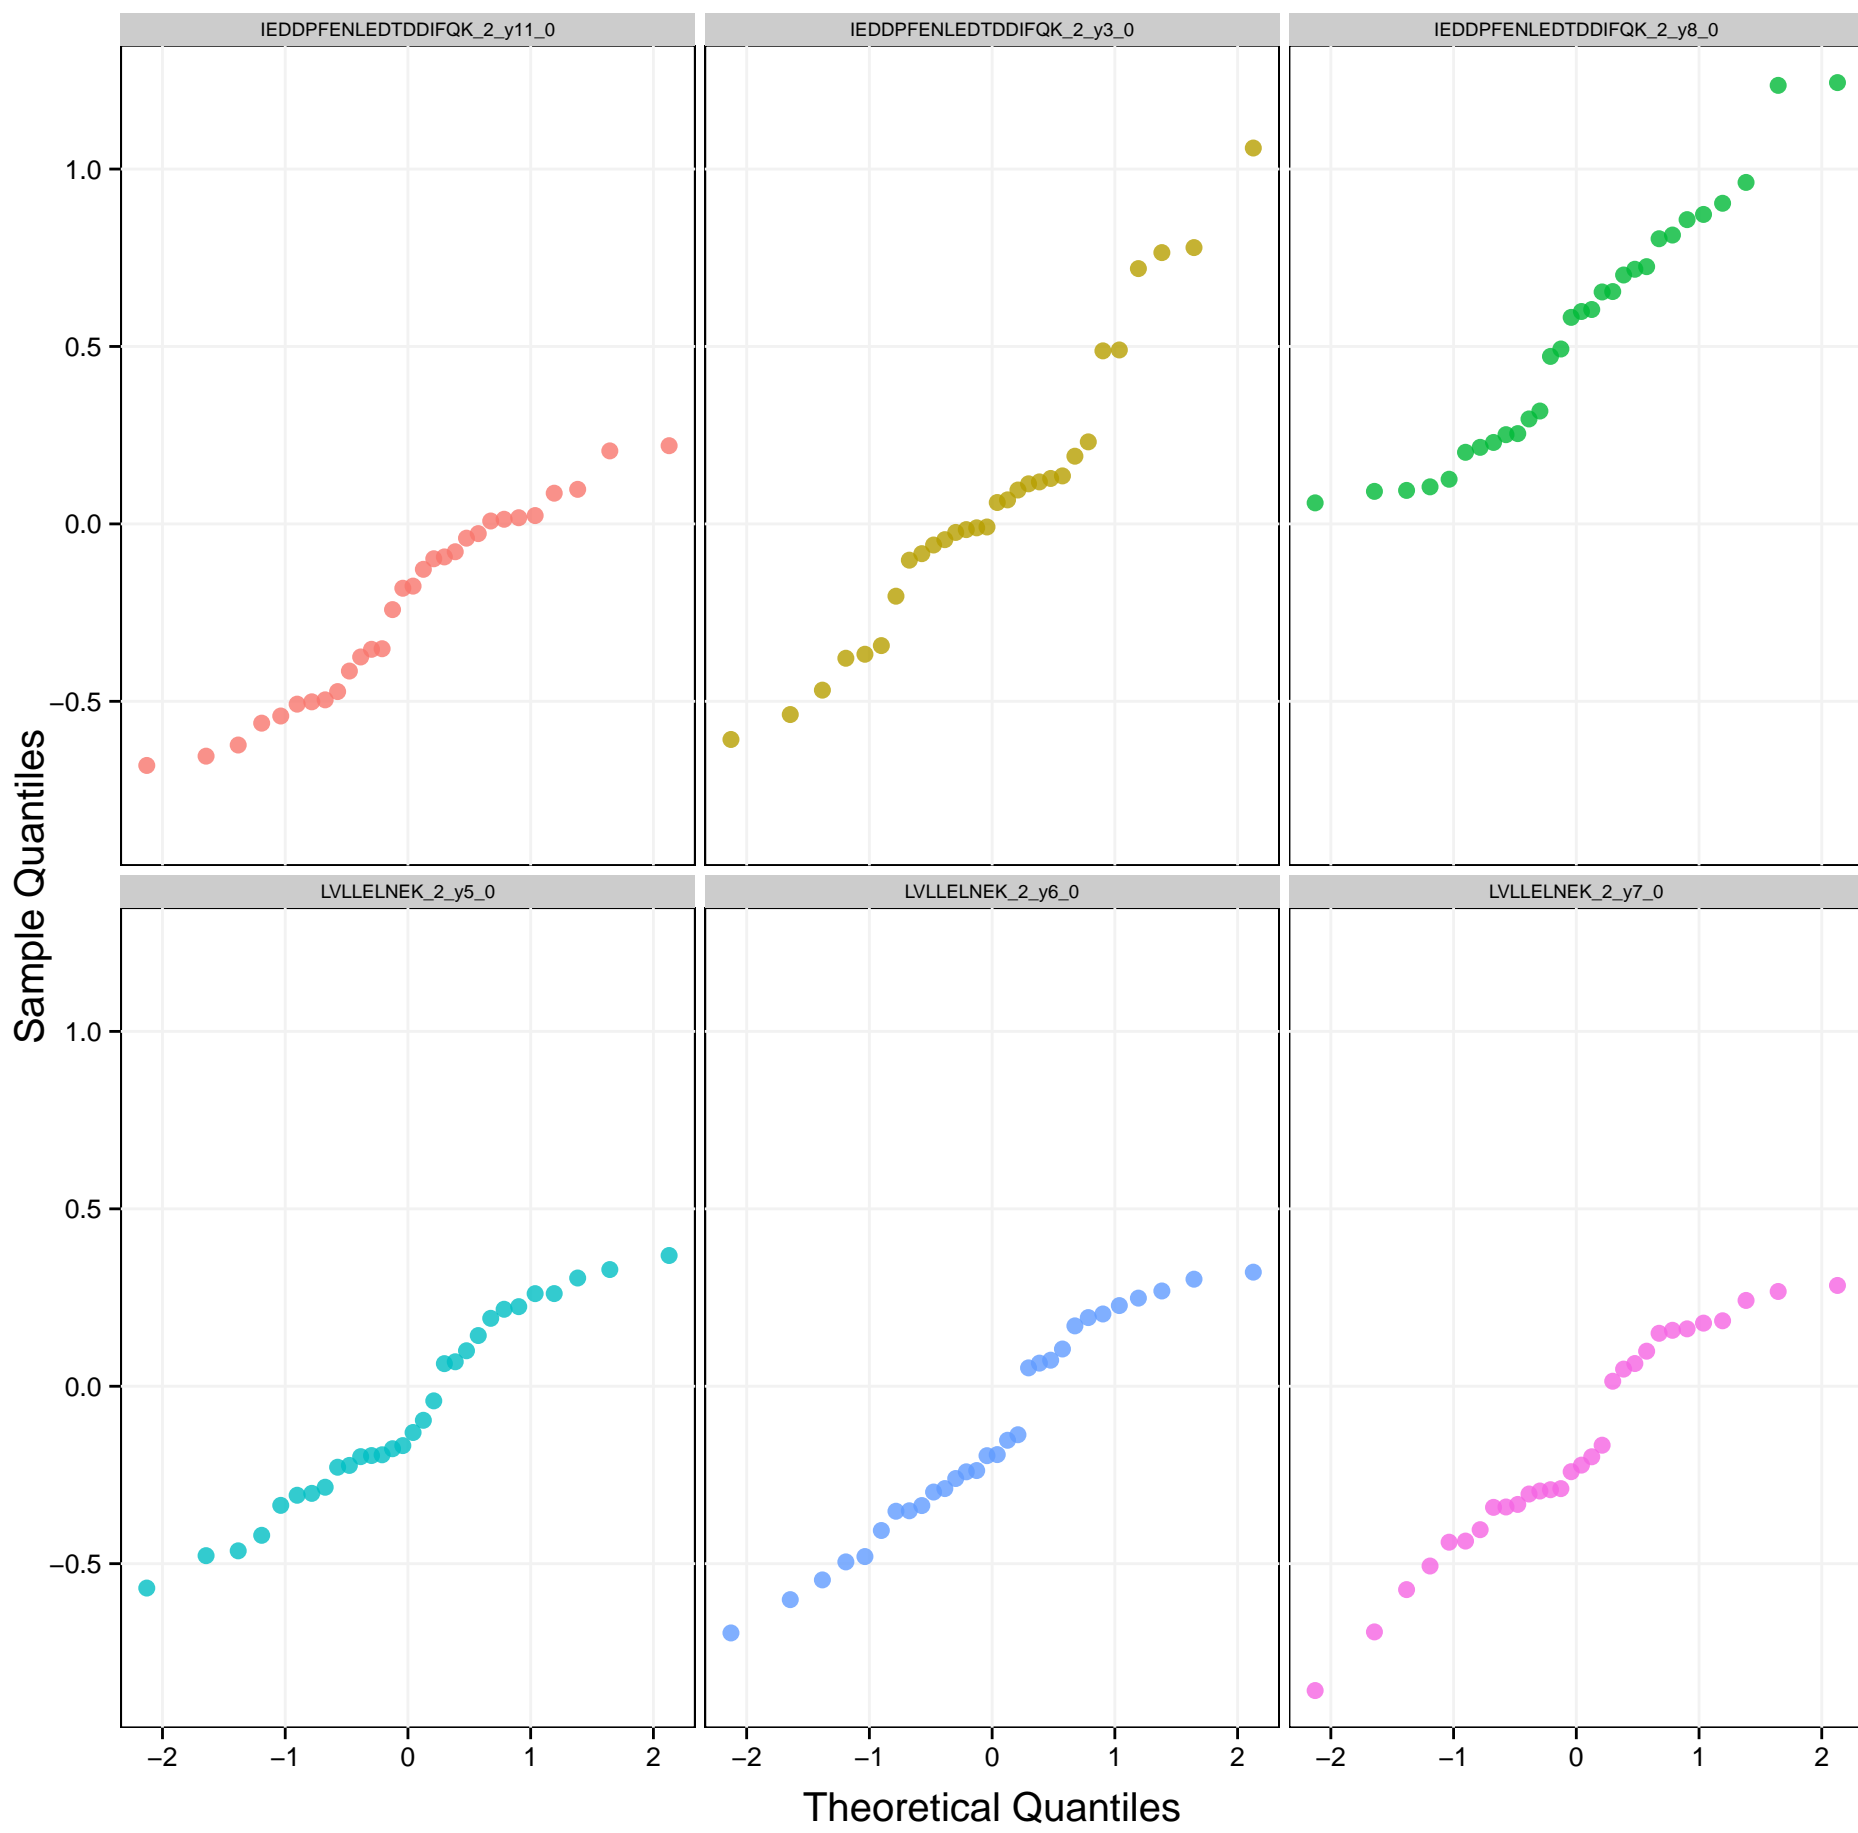 IEDDPFENLEDTDDIFQK_2_y11_0
IEDDPFENLEDTDDIFQK_2_y3_0
IEDDPFENLEDTDDIFQK_2_y8_0
1.0
0.5
0.0
−0.5
LVLLELNEK_2_y5_0
LVLLELNEK_2_y6_0
LVLLELNEK_2_y7_0
1.0
0.5
0.0
−0.5
Sample Quantiles
−2 −1 0 1 2
−2 −1 0 1 2
−2 −1 0 1 2
Theoretical Quantiles